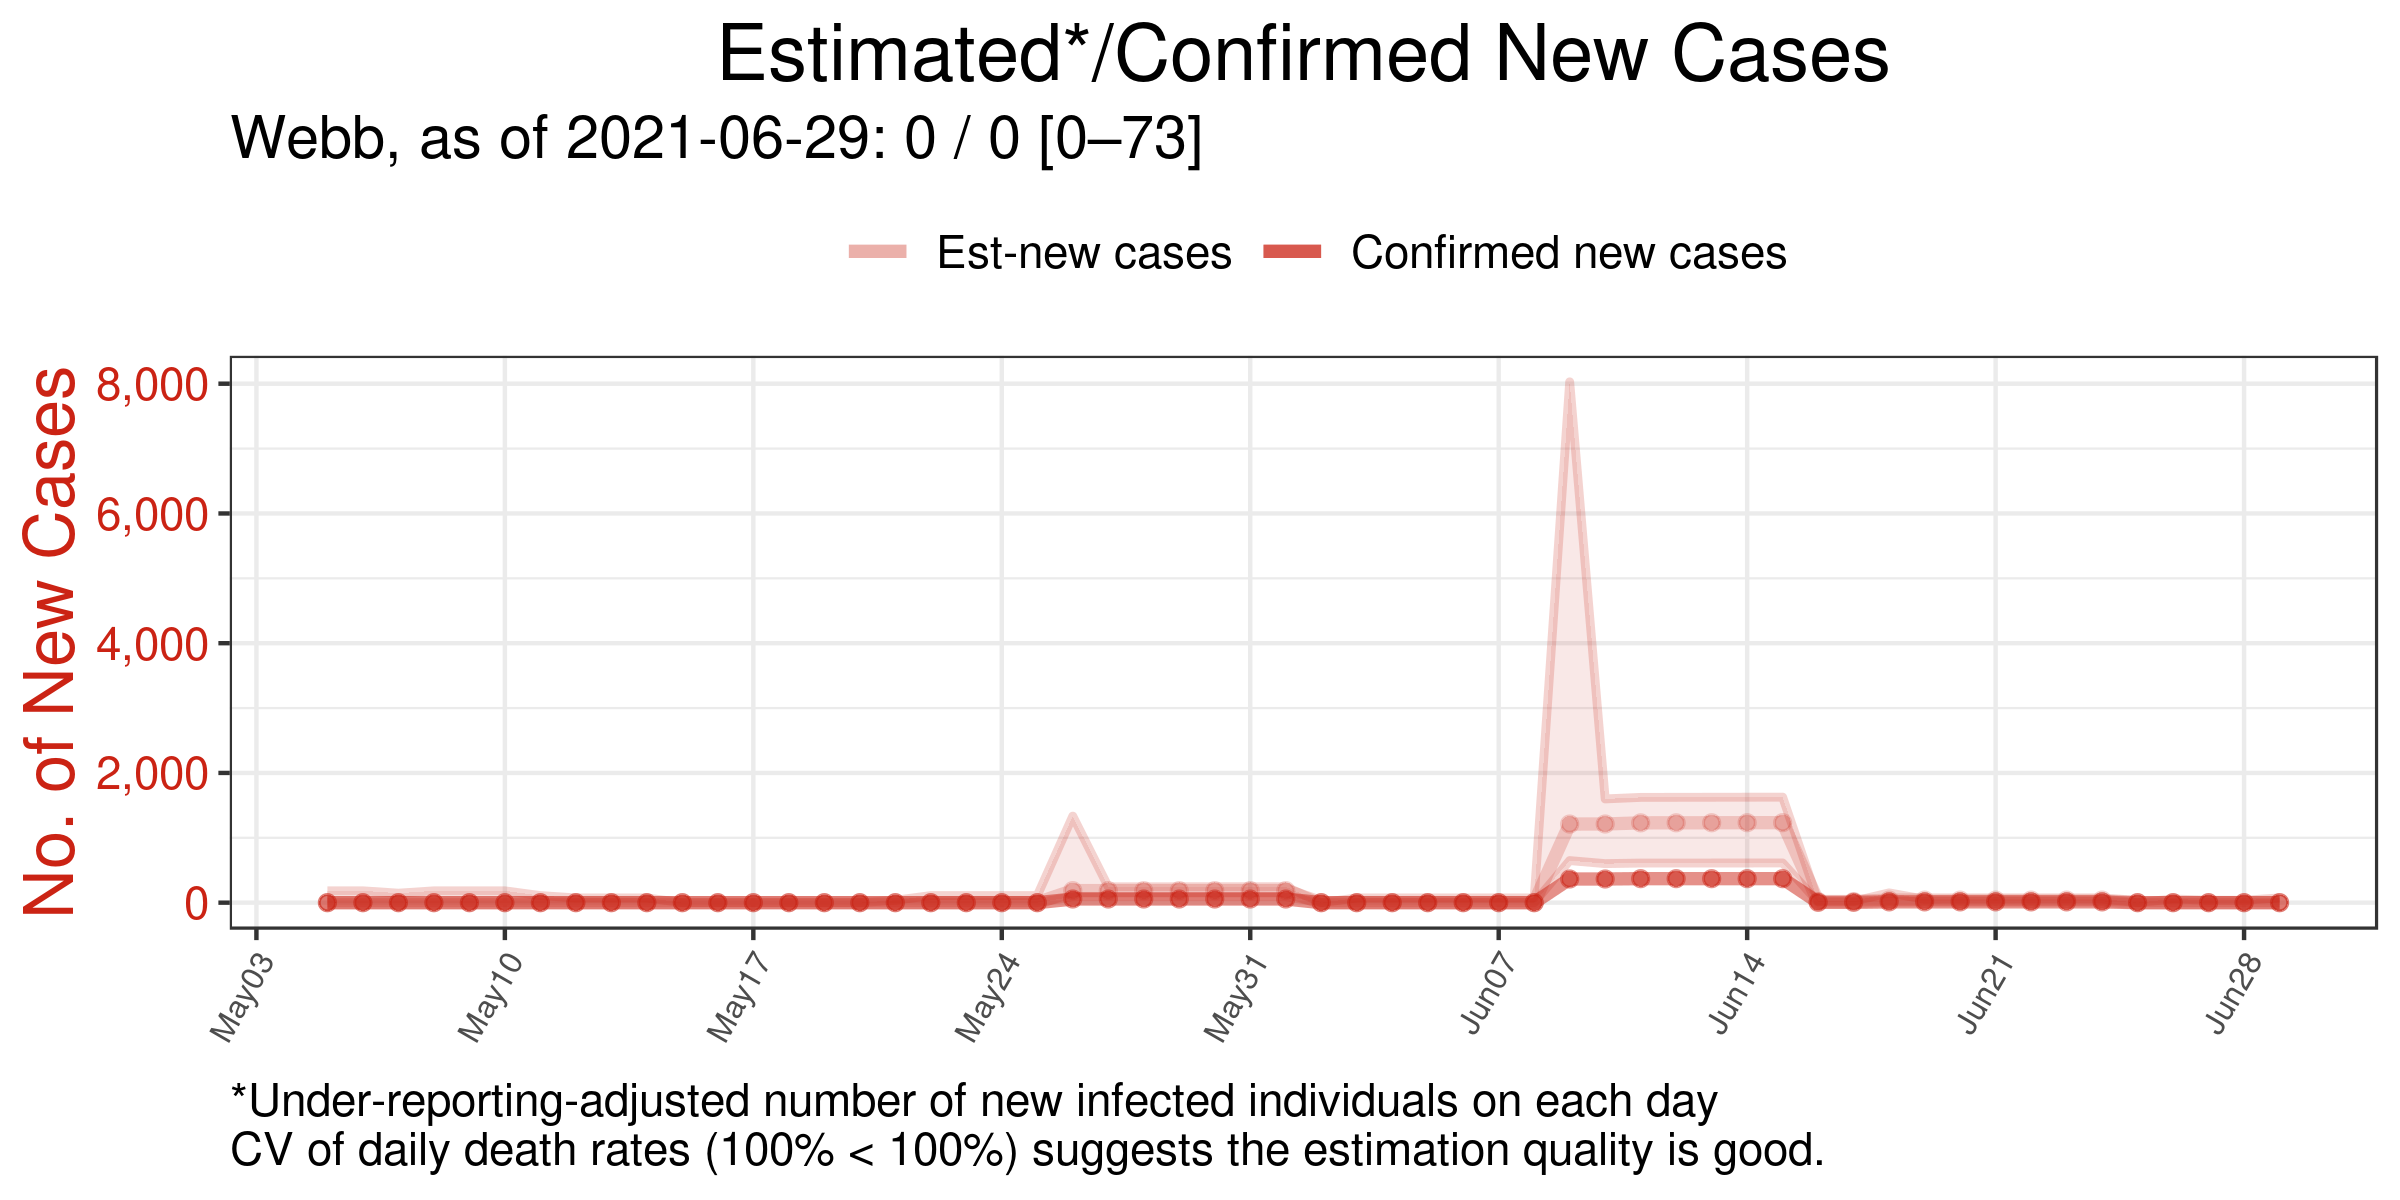 Estimated*/Confirmed New Cases
Webb, as of 2021-06-29: 0 / 0 [0–73]
Est-new cases Confirmed new cases
No. of New Cases
8,000
6,000
4,000
2,000
0
May03 May10 May17 May24 May31 Jun07 Jun14 Jun21 Jun28
*Under-reporting-adjusted number of new infected individuals on each day
CV of daily death rates (100% < 100%) suggests the estimation quality is good.